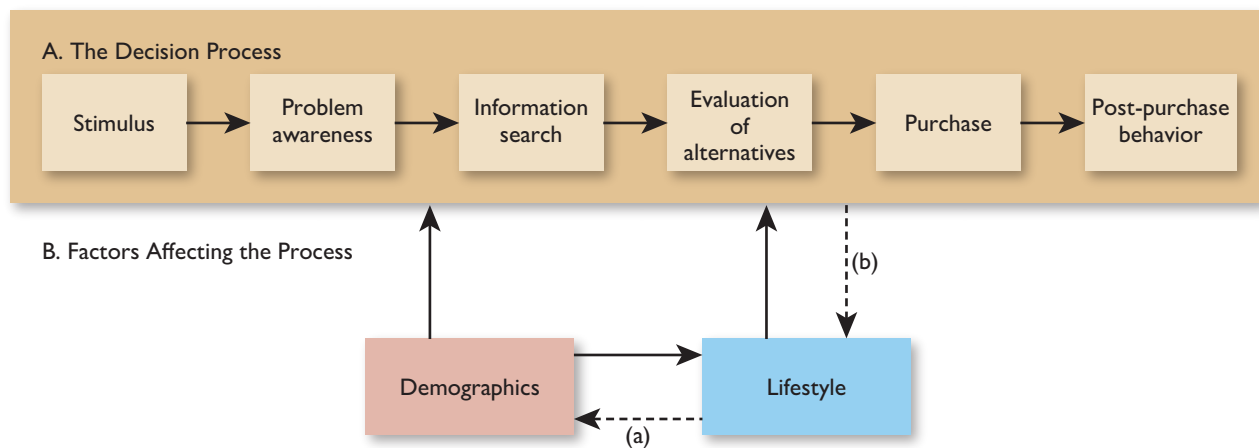 A. The Decision Process
Stimulus
Problem
awareness
Information
search
Evaluation
of
alternatives
Purchase
Post-purchase
behavior
B. Factors Affecting the Process
(b)
Demographics
Lifestyle
(a)